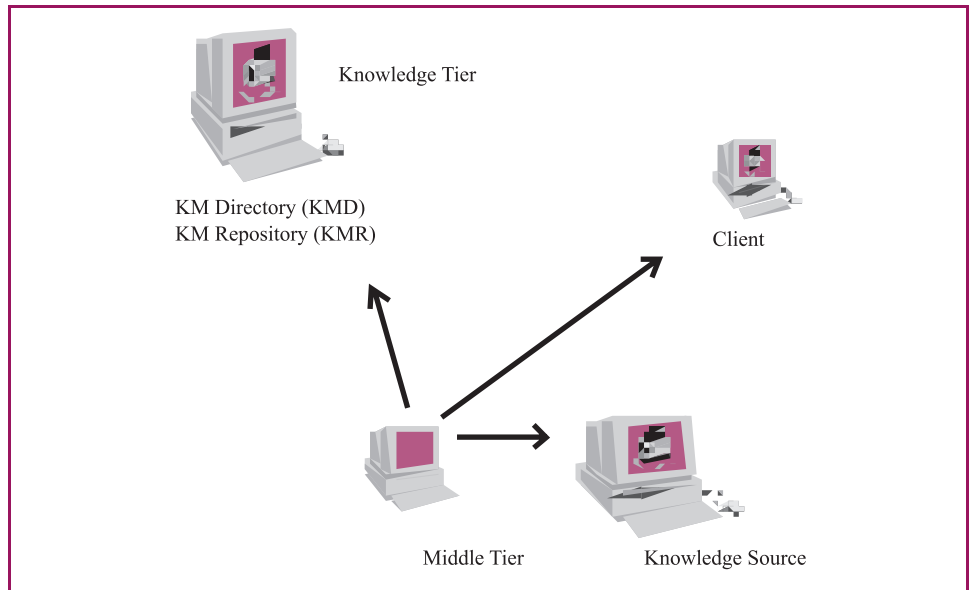 Knowledge Tier
KM Directory (KMD)
KM Repository (KMR)
Client
Middle Tier
Knowledge Source